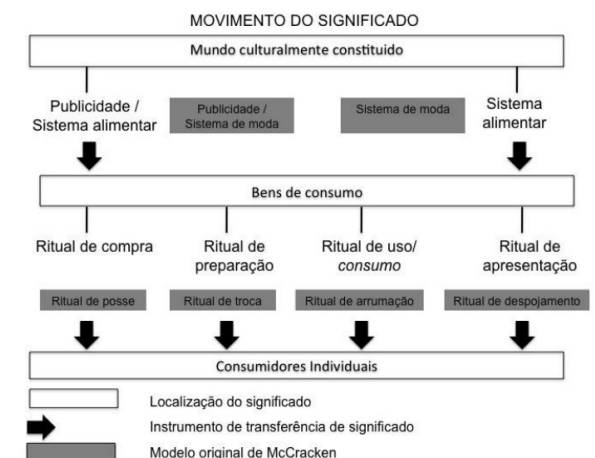 MOVIMENTO DO SIGNIFICADO
Mundo culturalmente constituido
Publicidade /
Sistema alimentar
Publicidade /
Sistema de moda
Sistema de moda
Sistema
alimentar
Bens de consumo
Ritual de compra
Ritual de
preparação
Ritual de uso/
consumo
Ritual de
apresentação
Ritual de posse
Ritual de troca
Ritual de arrumação
Ritual de despojamento
Consumidores Individuais
Localização do significado
Instrumento de transferência de significado
Modelo original de McCracken